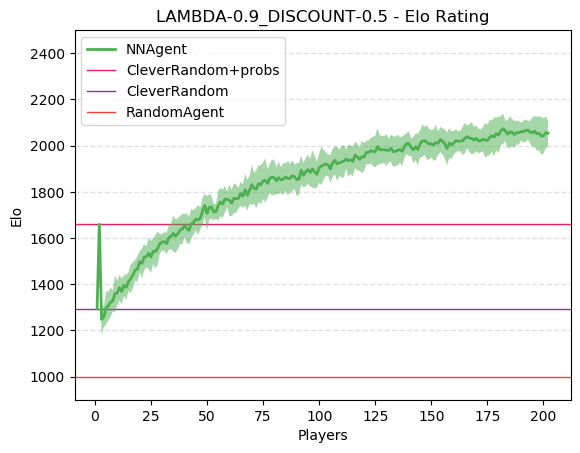 LAMBDA-0.9_DISCOUNT-0.5 - Elo Rating
NNAgent
CleverRandom+probs
CleverRandom
RandomAgent
2400
2200
2000
1800
1600
1400
1200
1000
Elo
0 25 50 75 100 125 150 175 200
Players